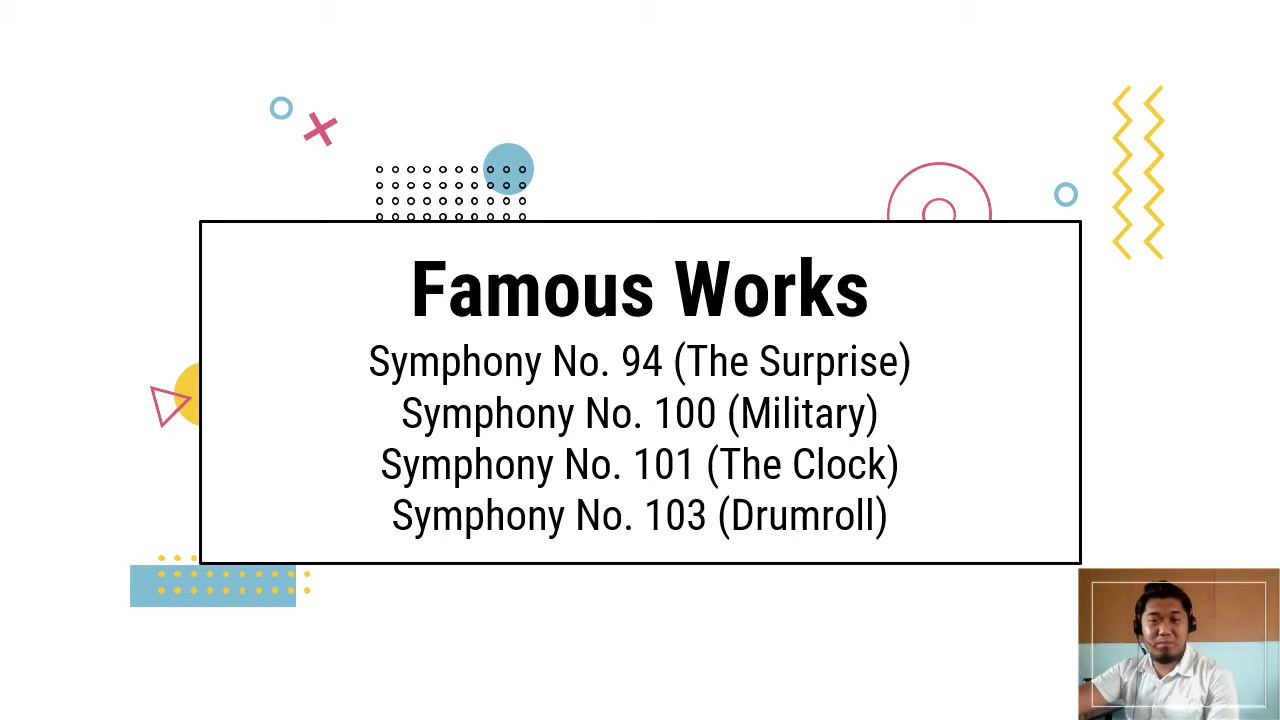 Famous Works
Symphony No. 94 (The Surprise)
Symphony No. 100 (Military)
Symphony No. 101 (The Clock)
Symphony No. 103 (Drumroll)